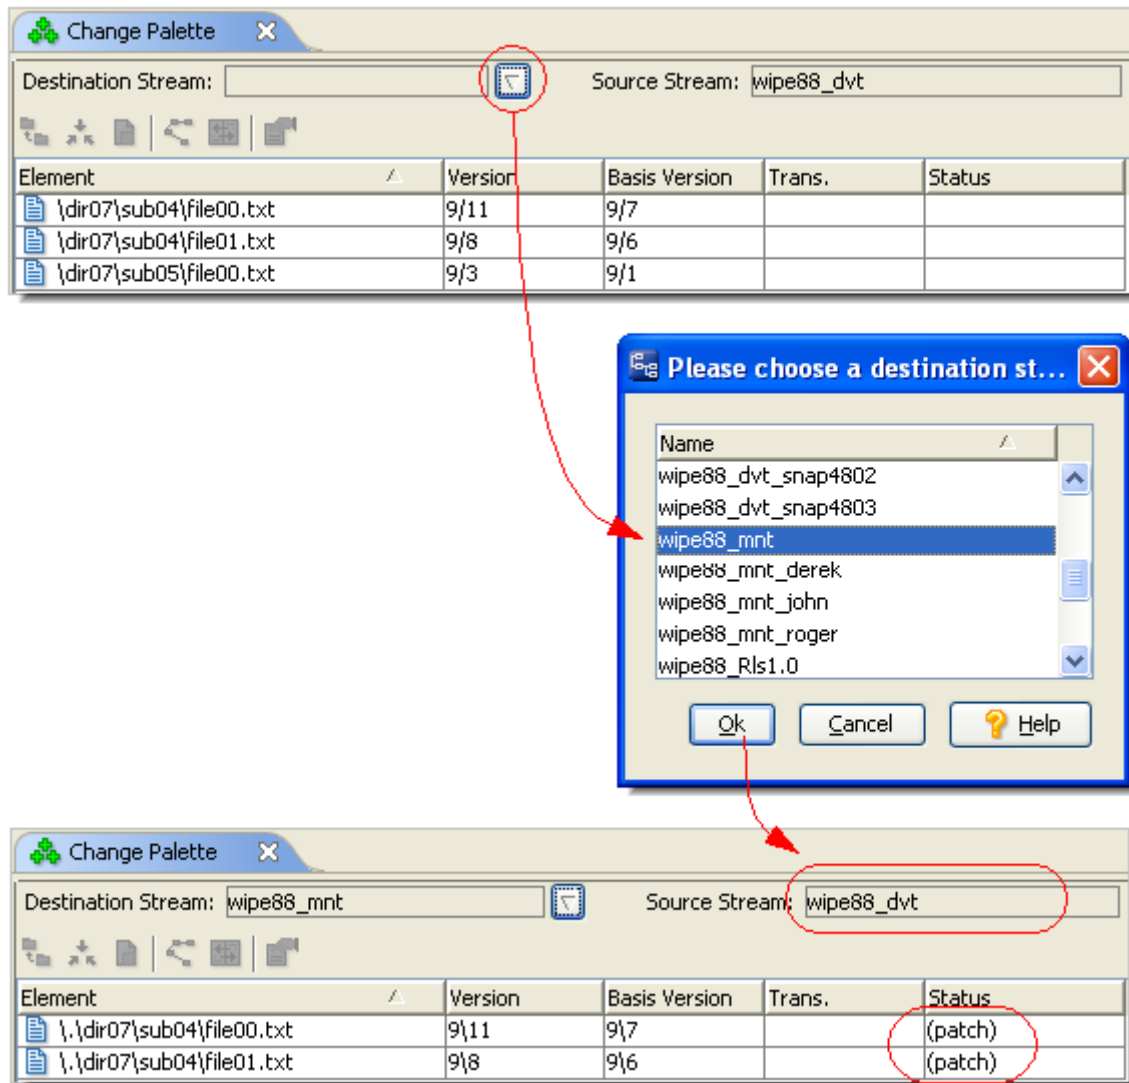 Change Palette
Destination Stream: Source Stream: wipe88_dvt
Element Version Basis Version Trans. Status
\dir07\sub04\file00.txt 9/11 9/7
\dir07\sub04\file01.txt 9/8 9/6
\dir07\sub05\file00.txt 9/3 9/1
Please choose a destination st...
Name
wipe88_dvt_snap4802
wipe88_dvt_snap4803
wipe88_mnt
wipe88_mnt_derek
wipe88_mnt_john
wipe88_mnt_roger
wipe88_Rls1.0
Ok Cancel Help
Change Palette
Destination Stream: wipe88_mnt Source Stream: wipe88_dvt
Element Version Basis Version Trans. Status
\.\dir07\sub04\file00.txt 9\11 9\7 (patch)
\.\dir07\sub04\file01.txt 9\8 9\6 (patch)